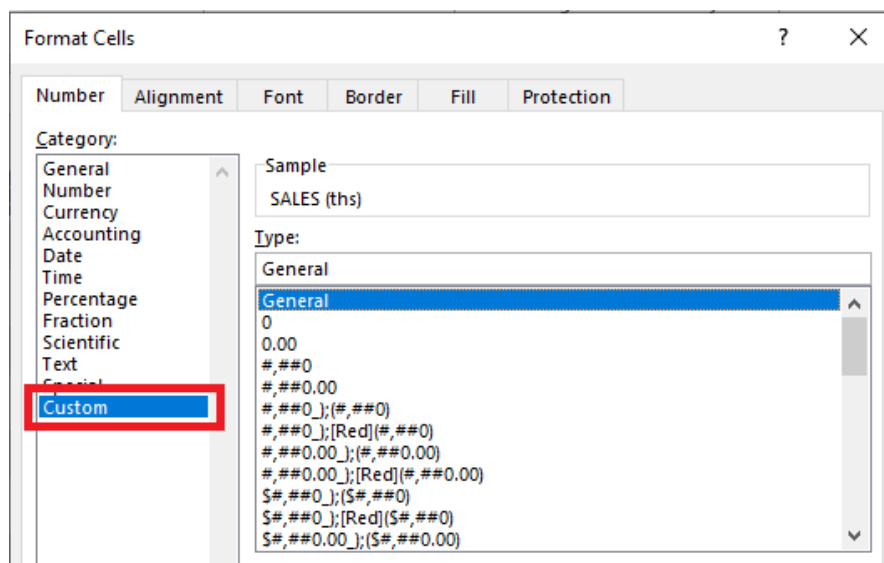 Format Cells ? ×
Number Alignment Font Border Fill Protection
Category:
General
Number
Currency
Accounting
Date
Time
Percentage
Fraction
Scientific
Text
Special
Custom
Sample
SALES (ths)
Type:
General
General
0
0.00
#,##0
#,##0.00
#,##0_);(#,##0)
#,##0_);[Red](#,##0)
#,##0.00_);(#,##0.00)
#,##0.00_);[Red](#,##0.00)
$#,##0_);($#,##0)
$#,##0_);[Red]($#,##0)
$#,##0.00_);($#,##0.00)